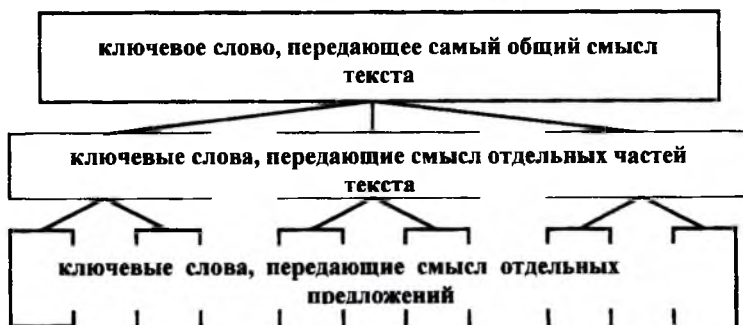 ключевое слово, передающее самый общий смысл
текста
ключевые слова, передающие смысл отдельных частей
текста
ключевые слова, передающие смысл отдельных
предложений